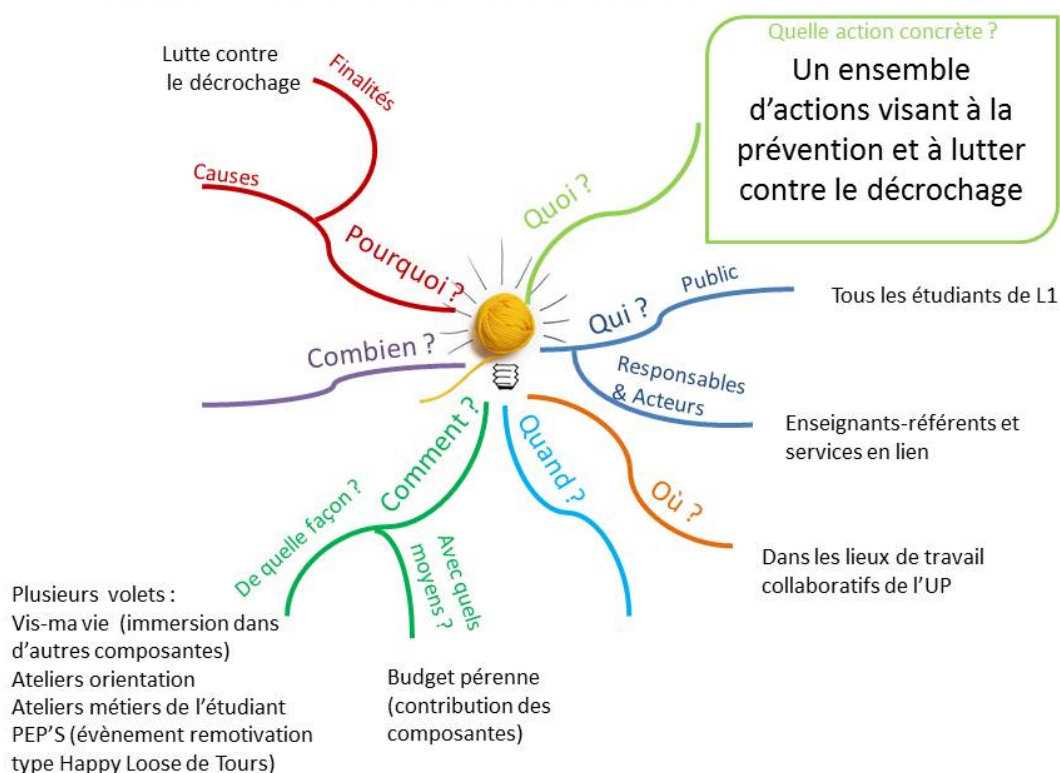 Quelle action concrète ?
Un ensemble
d'actions visant à la
prévention et à lutter
contre le décrochage
Lutte contre
le décrochage
Finalités
Causes
Pourquoi ?
Quoi ?
Qui ?
Public
Tous les étudiants de L1
Responsables
& Acteurs
Enseignants-référents et
services en lien
Combien ?
Comment ?
Quand ?
Où ?
Dans les lieux de travail
collaboratifs de l'UP
De quelle façon ?
Avec quels
moyens ?
Plusieurs volets :
Vis-ma vie (immersion dans
d'autres composantes)
Ateliers orientation
Ateliers métiers de l'étudiant
PEP'S (évènement remotivation
type Happy Loose de Tours)
Budget pérenne
(contribution des
composantes)